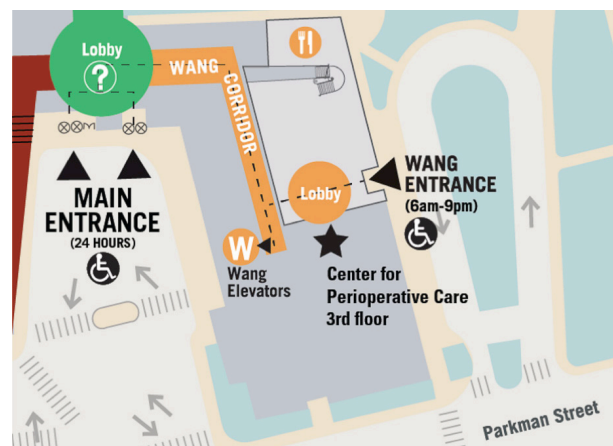 Lobby
?
WANG
CORRIDOR
MAIN
ENTRANCE
(24 HOURS)
Lobby
WANG
ENTRANCE
(6am-9pm)
W
Wang
Elevators
Center for
Perioperative Care
3rd floor
Parkman Street